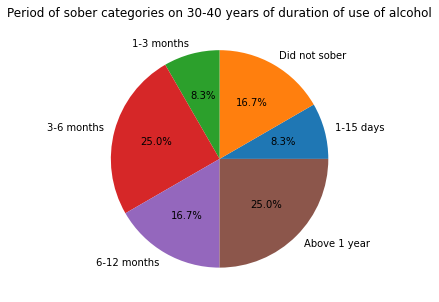 Period of sober categories on 30-40 years of duration of use of alcohol
1-3 months
Did not sober
8.3%
16.7%
3-6 months
25.0%
8.3%
1-15 days
16.7%
25.0%
6-12 months
Above 1 year